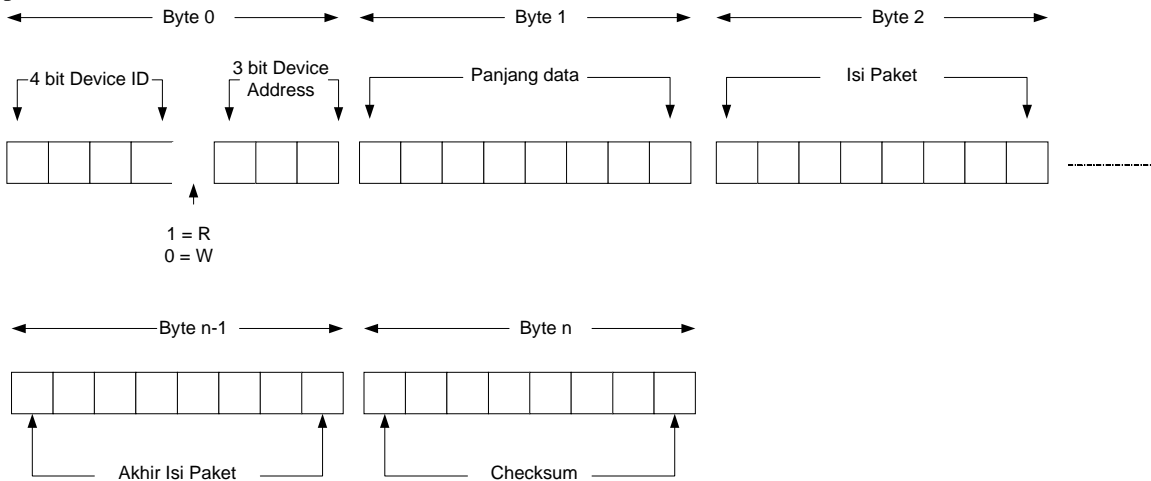 Byte 0
Byte 1
Byte 2
4 bit Device ID
3 bit Device
Address
Panjang data
Isi Paket
1 = R
0 = W
Byte n-1
Byte n
Akhir Isi Paket
Checksum